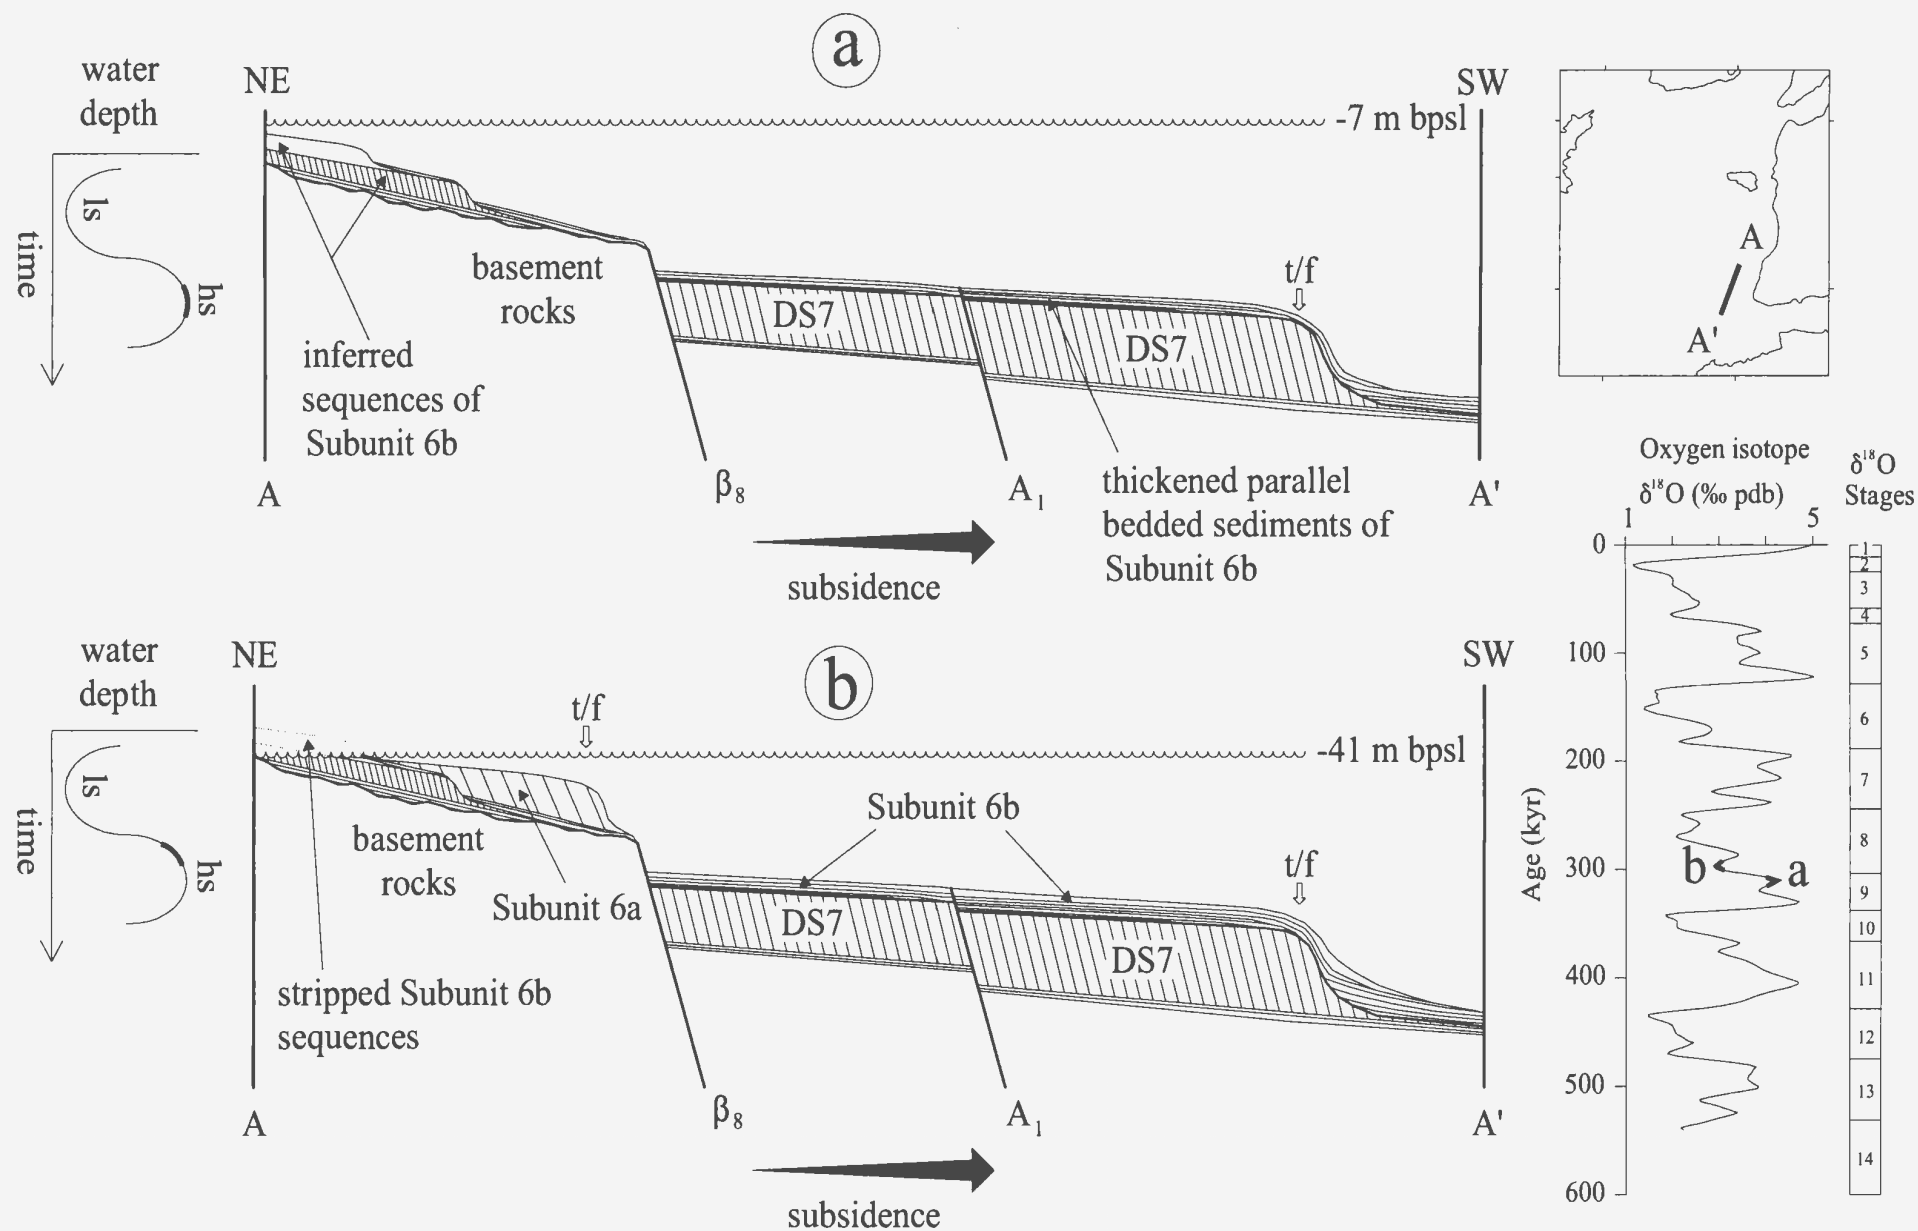 a
water
depth
ls
hs
time
NE
SW
-7 m bpsl
basement
rocks
DS7
DS7
t/f
inferred
sequences of
Subunit 6b
thickened parallel
bedded sediments of
Subunit 6b
A
β₈
A₁
A'
subsidence
A
A'
b
water
depth
ls
hs
time
NE
SW
t/f
-41 m bpsl
Subunit 6b
basement
rocks
Subunit 6a
DS7
DS7
t/f
stripped Subunit 6b
sequences
A
β₈
A₁
A'
subsidence
Oxygen isotope
δ¹⁸O (‰ pdb)
1 5
δ¹⁸O
Stages
Age (kyr)
0
100
200
300
400
500
600
b
a
1
2
3
4
5
6
7
8
9
10
11
12
13
14